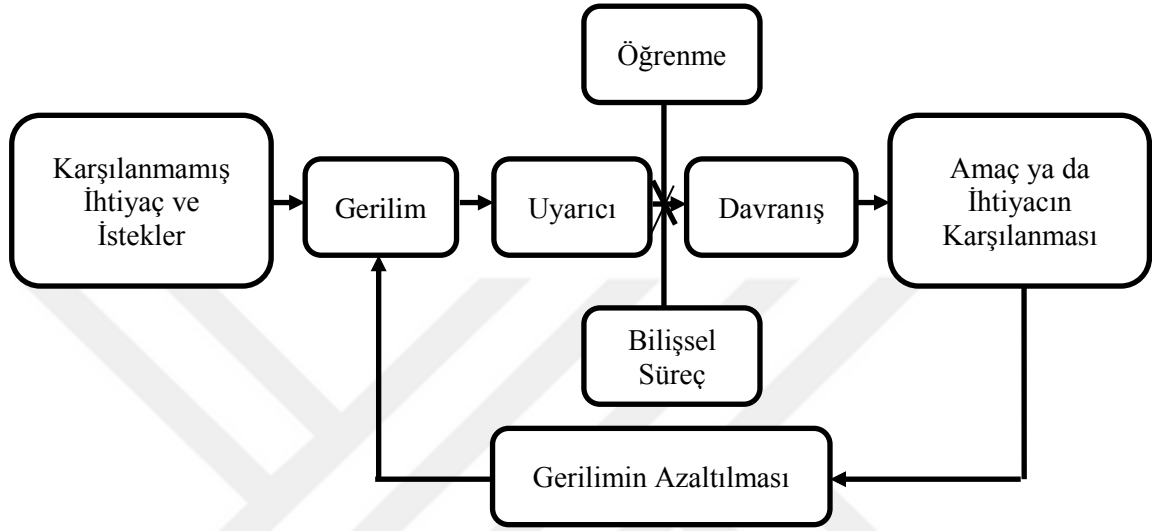 Öğrenme
Karşılanmamış
İhtiyaç ve
İstekler
Gerilim
Uyarıcı
Davranış
Amaç ya da
İhtiyacın
Karşılanması
Bilişsel
Süreç
Gerilimin Azaltılması